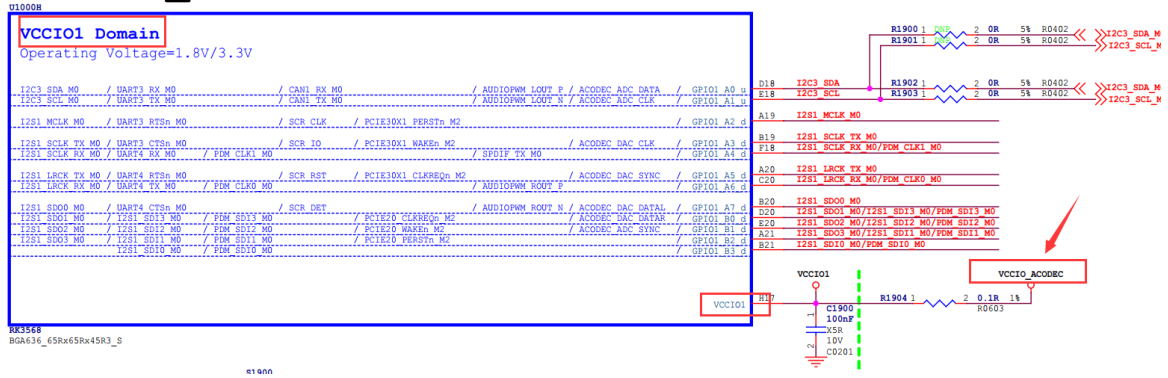 U1000H
VCCIO1 Domain
Operating Voltage=1.8V/3.3V
R1900 1 DNP 2 0R 5% R0402 I2C3_SDA_M
R1901 1 DNP 2 0R 5% R0402 I2C3_SCL_M
I2C3_SDA_M0 / UART3_RX_M0 / CAN1_RX_M0 / AUDIOPWM_LOUT_P / ACODEC_ADC_DATA / GPIO1_A0_u D18 I2C3_SDA R1902 1 2 0R 5% R0402 I2C3_SDA_M
I2C3_SCL_M0 / UART3_TX_M0 / CAN1_TX_M0 / AUDIOPWM_LOUT_N / ACODEC_ADC_CLK / GPIO1_A1_u E18 I2C3_SCL R1903 1 2 0R 5% R0402 I2C3_SCL_M
I2S1_MCLK_M0 / UART3_RTSn_M0 / SCR_CLK / PCIE30X1_PERSTn_M2 / GPIO1_A2_d A19 I2S1_MCLK_M0
I2S1_SCLK_TX_M0 / UART3_CTSn_M0 / SCR_IO / PCIE30X1_WAKEn_M2 / ACODEC_DAC_CLK / GPIO1_A3_d B19 I2S1_SCLK_TX_M0
I2S1_SCLK_RX_M0 / UART4_RX_M0 / PDM_CLK1_M0 / SPDIF_TX_M0 / GPIO1_A4_d F18 I2S1_SCLK_RX_M0/PDM_CLK1_M0
I2S1_LRCK_TX_M0 / UART4_RTSn_M0 / SCR_RST / PCIE30X1_CLKREQn_M2 / ACODEC_DAC_SYNC / GPIO1_A5_d A20 I2S1_LRCK_TX_M0
I2S1_LRCK_RX_M0 / UART4_TX_M0 / PDM_CLK0_M0 / AUDIOPWM_ROUT_P / GPIO1_A6_d C20 I2S1_LRCK_RX_M0/PDM_CLK0_M0
I2S1_SDO0_M0 / UART4_CTSn_M0 / SCR_DET / AUDIOPWM_ROUT_N / ACODEC_DAC_DATAL / GPIO1_A7_d B20 I2S1_SDO0_M0
I2S1_SDO1_M0 / I2S1_SDI3_M0 / PDM_SDI3_M0 / PCIE20_CLKREQn_M2 / ACODEC_DAC_DATAR / GPIO1_B0_d D20 I2S1_SDO1_M0/I2S1_SDI3_M0/PDM_SDI3_M0
I2S1_SDO2_M0 / I2S1_SDI2_M0 / PDM_SDI2_M0 / PCIE20_WAKEn_M2 / ACODEC_ADC_SYNC / GPIO1_B1_d E20 I2S1_SDO2_M0/I2S1_SDI2_M0/PDM_SDI2_M0
I2S1_SDO3_M0 / I2S1_SDI1_M0 / PDM_SDI1_M0 / PCIE20_PERSTn_M2 / GPIO1_B2_d A21 I2S1_SDO3_M0/I2S1_SDI1_M0/PDM_SDI1_M0
I2S1_SDI0_M0 / PDM_SDI0_M0 / GPIO1_B3_d B21 I2S1_SDI0_M0/PDM_SDI0_M0
VCCIO1 VCCIO_ACODEC
VCCIO1 H17 R1904 1 2 0.1R 1%
R0603
1 C1900
100nF
X5R
10V
2 C0201
RK3568
BGA636_65Rx65Rx45R3_S
S1900